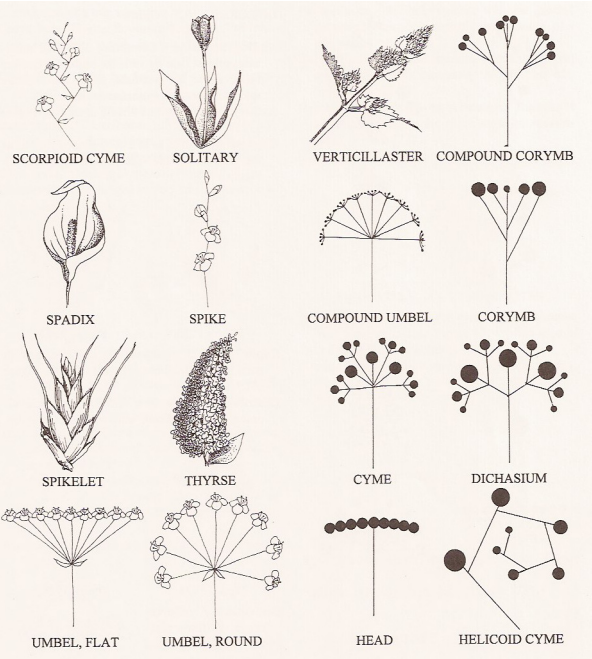 SCORPIOID CYME
SOLITARY
VERTICILLASTER
COMPOUND CORYMB
SPADIX
SPIKE
COMPOUND UMBEL
CORYMB
SPIKELET
THYRSE
CYME
DICHASIUM
UMBEL, FLAT
UMBEL, ROUND
HEAD
HELICOID CYME